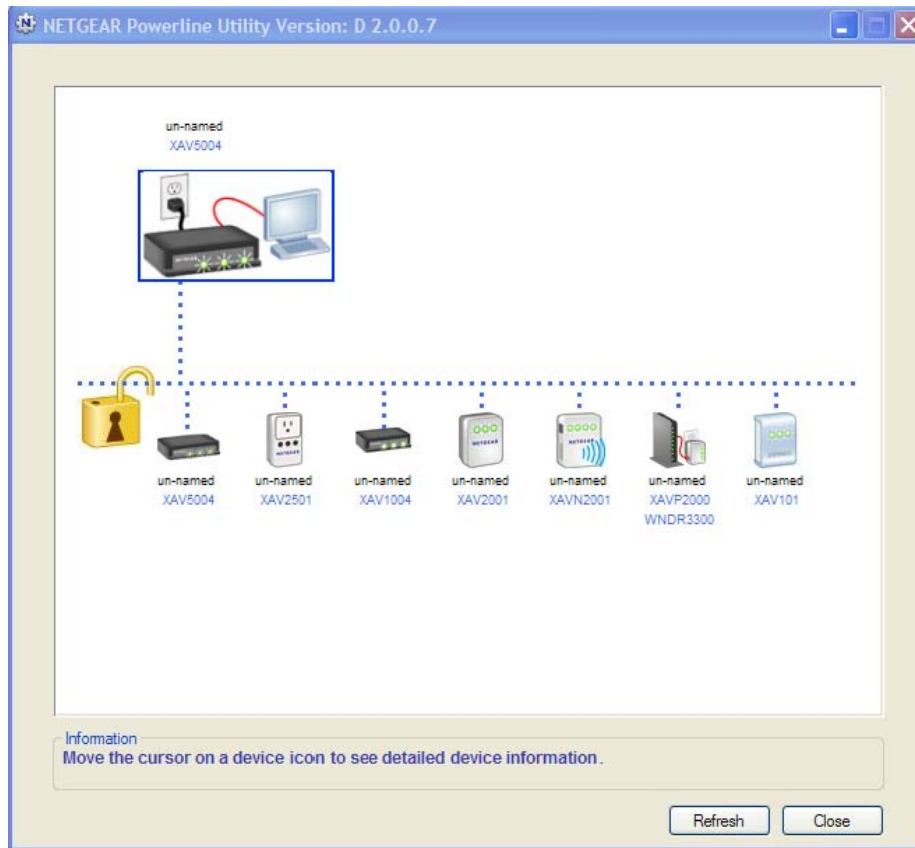 NETGEAR Powerline Utility Version: D 2.0.0.7
un-named
XAV5004
un-named un-named un-named un-named un-named un-named un-named
XAV5004 XAV2501 XAV1004 XAV2001 XAVN2001 XAVP2000 XAV101
WNDR3300
Information
Move the cursor on a device icon to see detailed device information.
Refresh Close